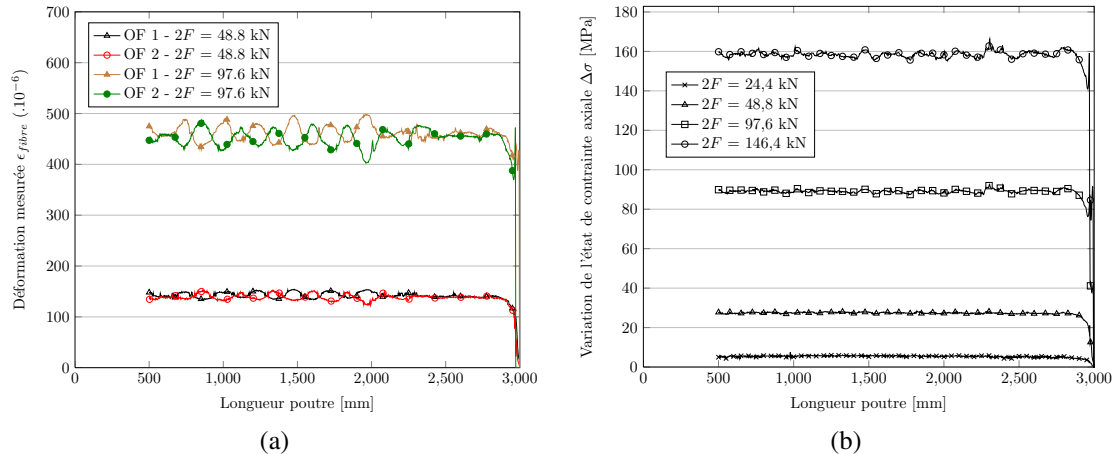 700
600
500
400
300
200
100
0
0
500
1,000
1,500
2,000
2,500
3,000
Longueur poutre [mm]
Déformation mesurée ϵfibre (.10⁻⁶)
OF 1 - 2F = 48.8 kN
OF 2 - 2F = 48.8 kN
OF 1 - 2F = 97.6 kN
OF 2 - 2F = 97.6 kN
(a)
180
160
140
120
100
80
60
40
20
0
0
500
1,000
1,500
2,000
2,500
3,000
Longueur poutre [mm]
Variation de l'état de contrainte axiale Δσ [MPa]
2F = 24,4 kN
2F = 48,8 kN
2F = 97,6 kN
2F = 146,4 kN
(b)